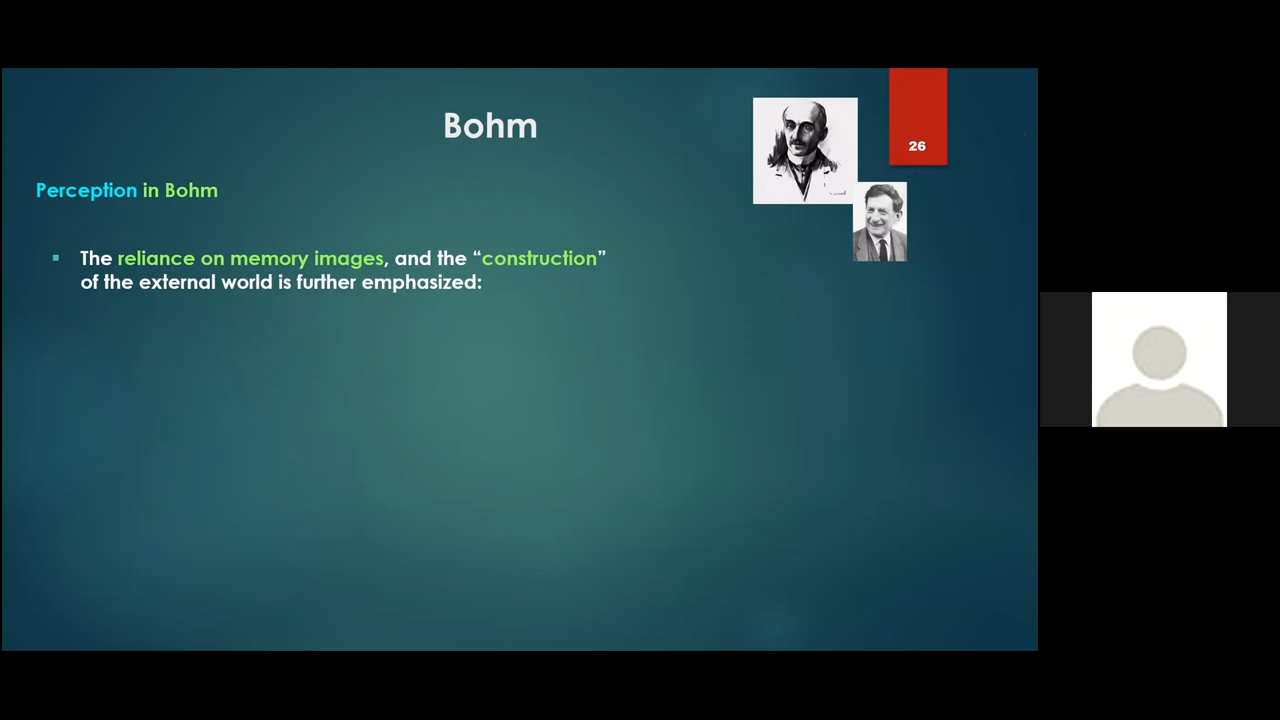 Bohm
26
Perception in Bohm
The reliance on memory images, and the “construction”
of the external world is further emphasized: